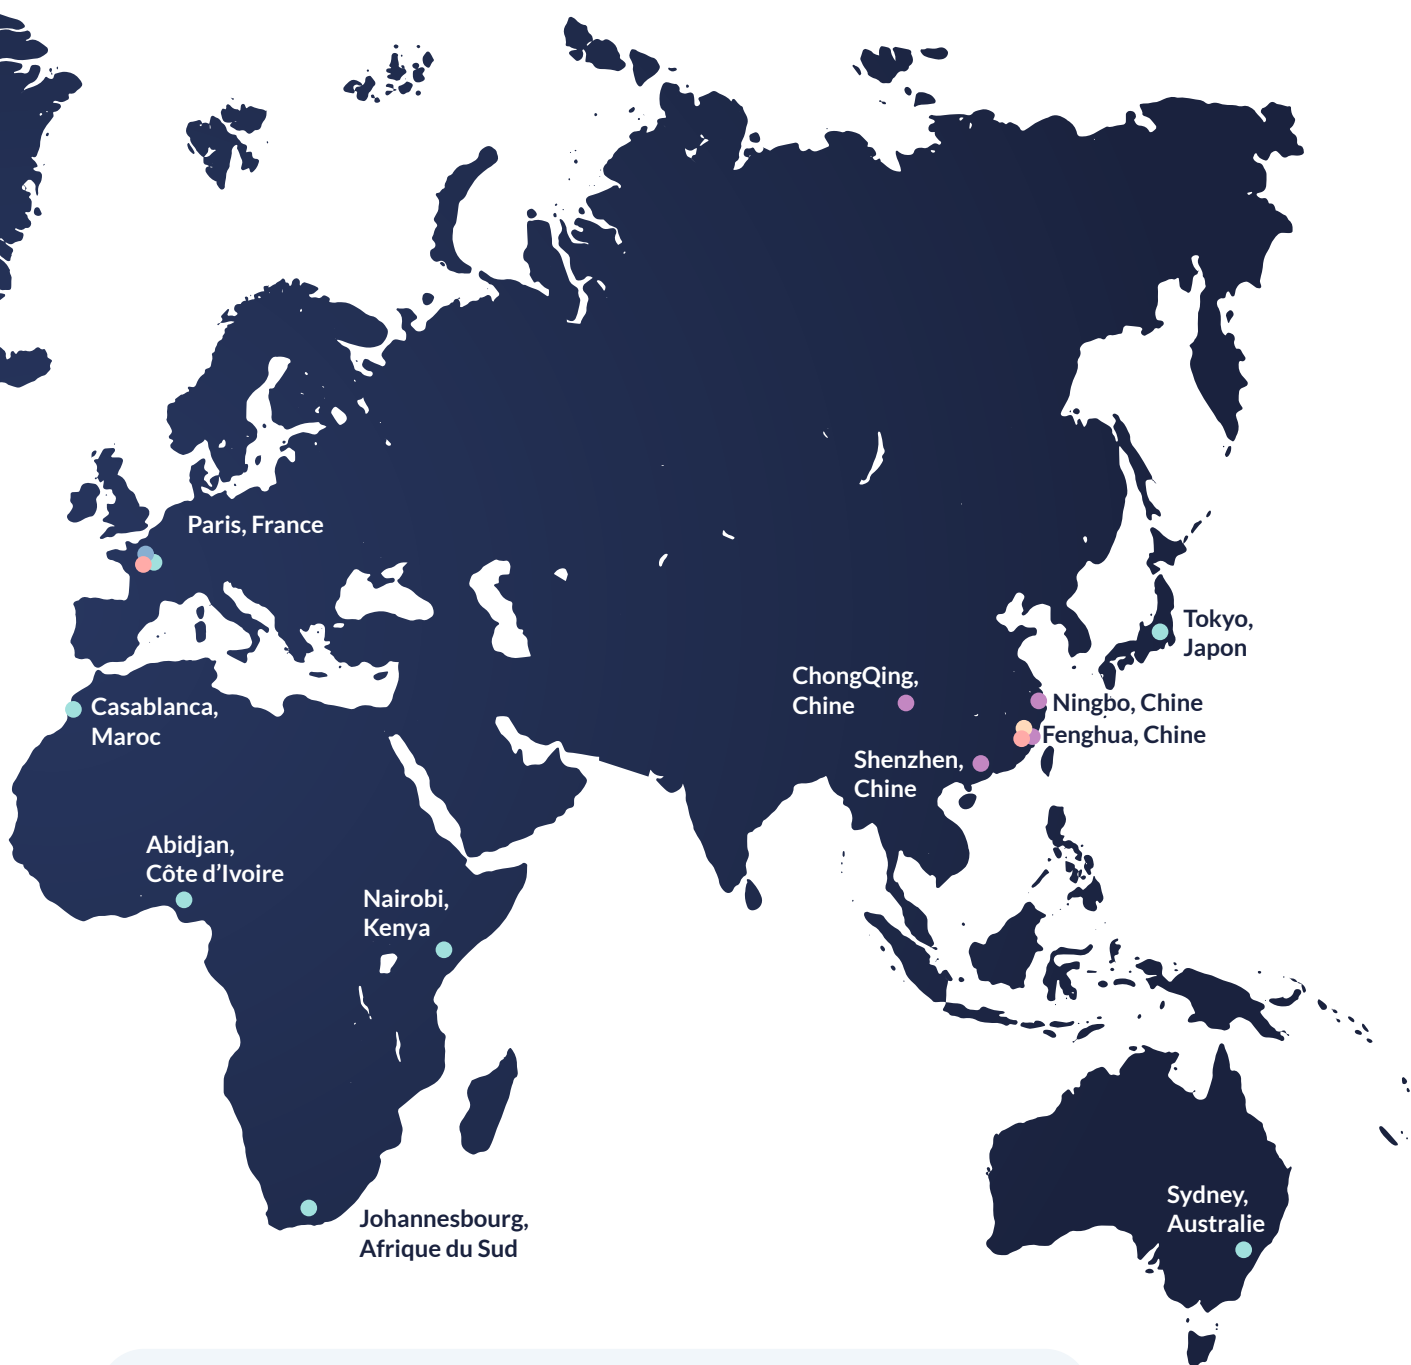 Paris, France
Tokyo,
Japon
ChongQing,
Chine
Ningbo, Chine
Casablanca,
Maroc
Fenghua, Chine
Shenzhen,
Chine
Abidjan,
Côte d’Ivoire
Nairobi,
Kenya
Sydney,
Australie
Johannesbourg,
Afrique du Sud